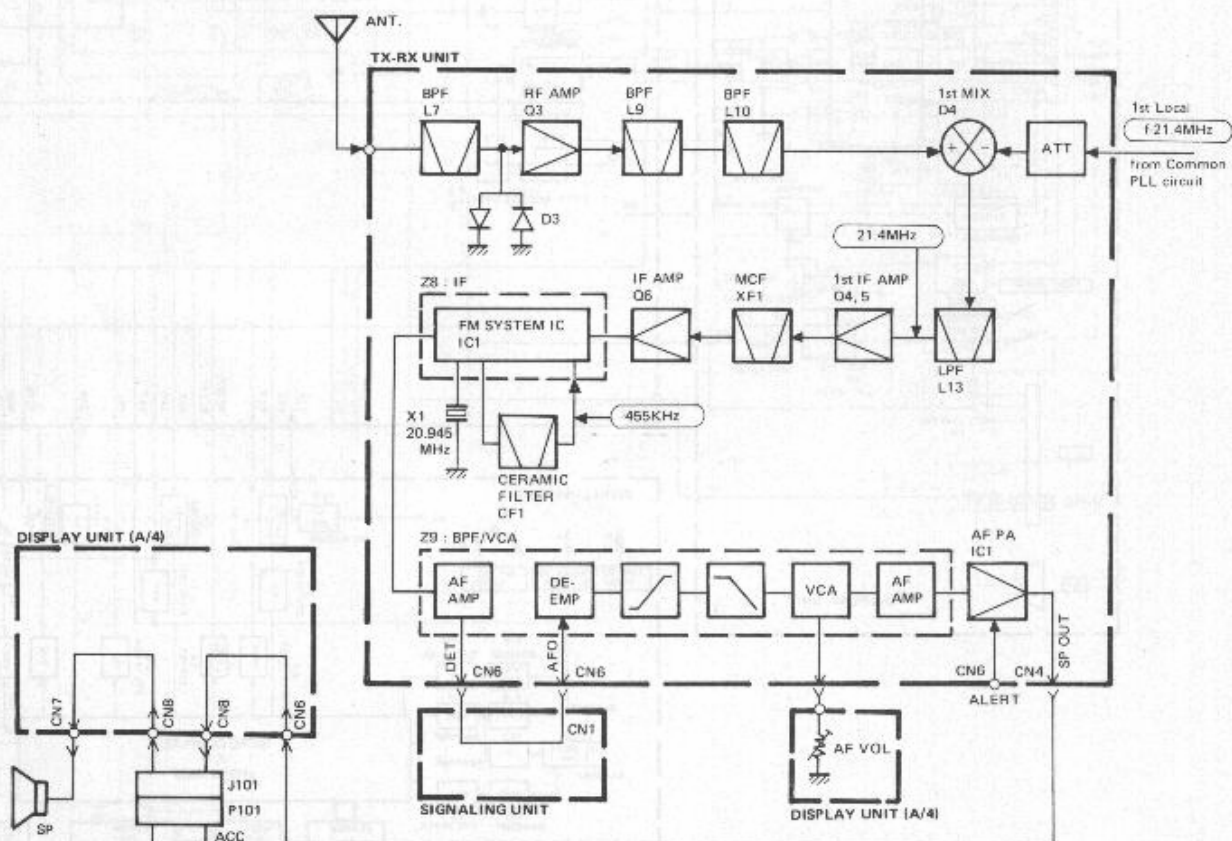 ANT.
TX-RX UNIT
BPF
L7
RF AMP
Q3
BPF
L9
BPF
L10
1st MIX
D4
ATT
1st Local
f-21.4MHz
from Common
PLL circuit
D3
21.4MHz
Z8 : IF
FM SYSTEM IC
IC1
IF AMP
Q6
MCF
XF1
1st IF AMP
Q4, 5
LPF
L13
X1
20.945
MHz
455KHz
CERAMIC
FILTER
CF1
DISPLAY UNIT (A/4)
Z9 : BPF/VCA
AF
AMP
DE-
EMP
VCA
AF
AMP
AF PA
IC1
DET
CN6
AFO
CN6
CN6
CN4
SP OUT
ALERT
CN7
CN8
CN8
CN6
CN1
AF VOL
J101
P101
SP
ACC
SIGNALING UNIT
DISPLAY UNIT (A/4)